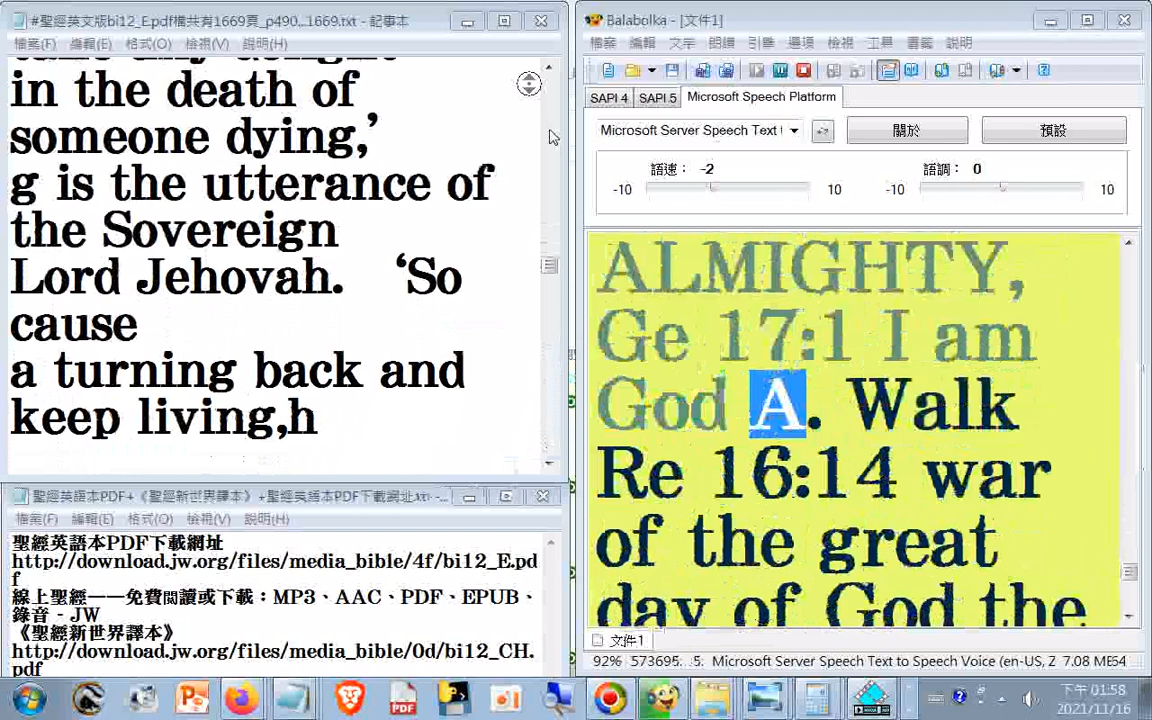 #聖經英文版bi12_E.pdf檔共有1669頁_p490,..1669.txt - 記事本
檔案(F) 編輯(E) 格式(O) 檢視(V) 說明(H)
in the death of
someone dying,’
g is the utterance of
the Sovereign
Lord Jehovah. ‘So
cause
a turning back and
keep living,h
聖經英語本PDF+《聖經新世界譯本》+聖經英語本PDF下載網址.txt -...
檔案(F) 編輯(E) 格式(O) 檢視(V) 說明(H)
聖經英語本PDF下載網址
http://download.jw.org/files/media_bible/4f/bi12_E.pd
f
線上聖經──免費閱讀或下載：MP3、AAC、PDF、EPUB、
錄音 - JW
《聖經新世界譯本》
http://download.jw.org/files/media_bible/0d/bi12_CH.
pdf
Balabolka - [文件1]
檔案 編輯 文字 朗讀 引擎 選項 檢視 工具 書籤 說明
SAPI 4 SAPI 5 Microsoft Speech Platform
Microsoft Server Speech Text 關於 預設
語速： -2 語調： 0
-10 10 -10 10
ALMIGHTY,
Ge 17:1 I am
God A. Walk
Re 16:14 war
of the great
day of God the
文件1
92% 573695. 5. Microsoft Server Speech Text to Speech Voice (en-US, Z 7.08 ME54
PDF
下午 01:58
2021/11/16